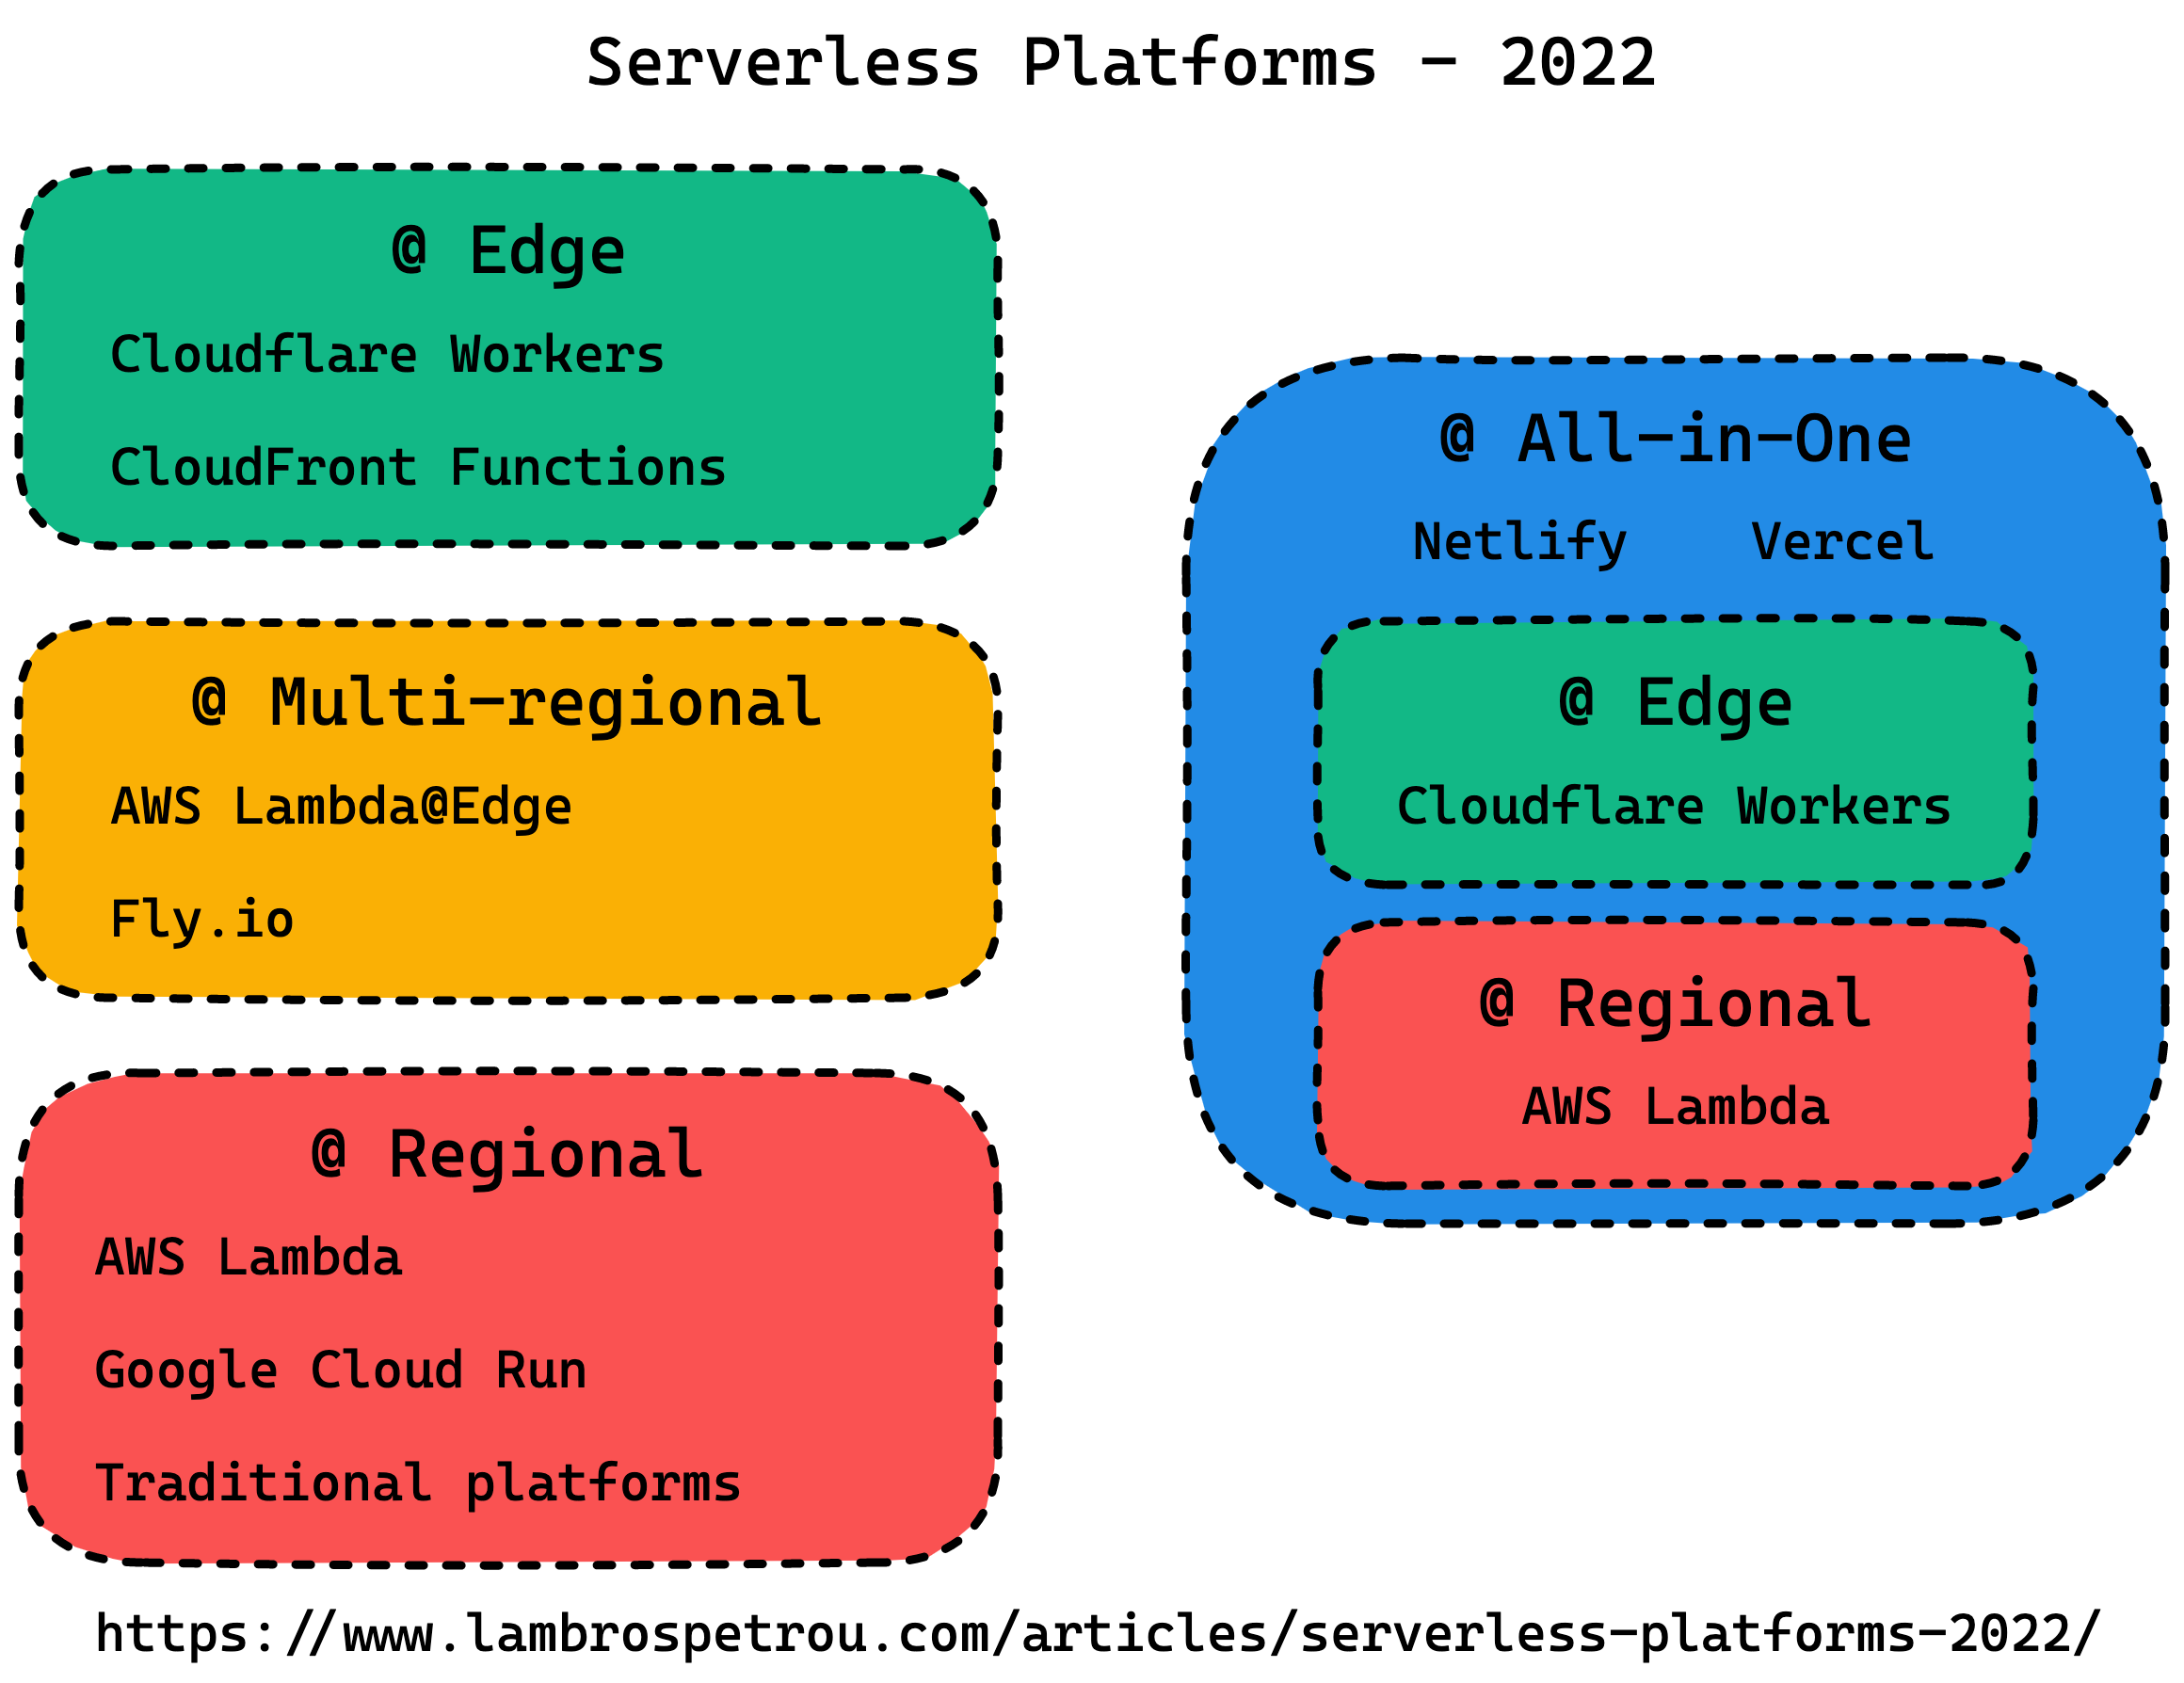 Serverless Platforms - 2022
@ Edge
Cloudflare Workers
CloudFront Functions
@ Multi-regional
AWS Lambda@Edge
Fly.io
@ Regional
AWS Lambda
Google Cloud Run
Traditional platforms
@ All-in-One
Netlify Vercel
@ Edge
Cloudflare Workers
@ Regional
AWS Lambda
https://www.lambrospetrou.com/articles/serverless-platforms-2022/